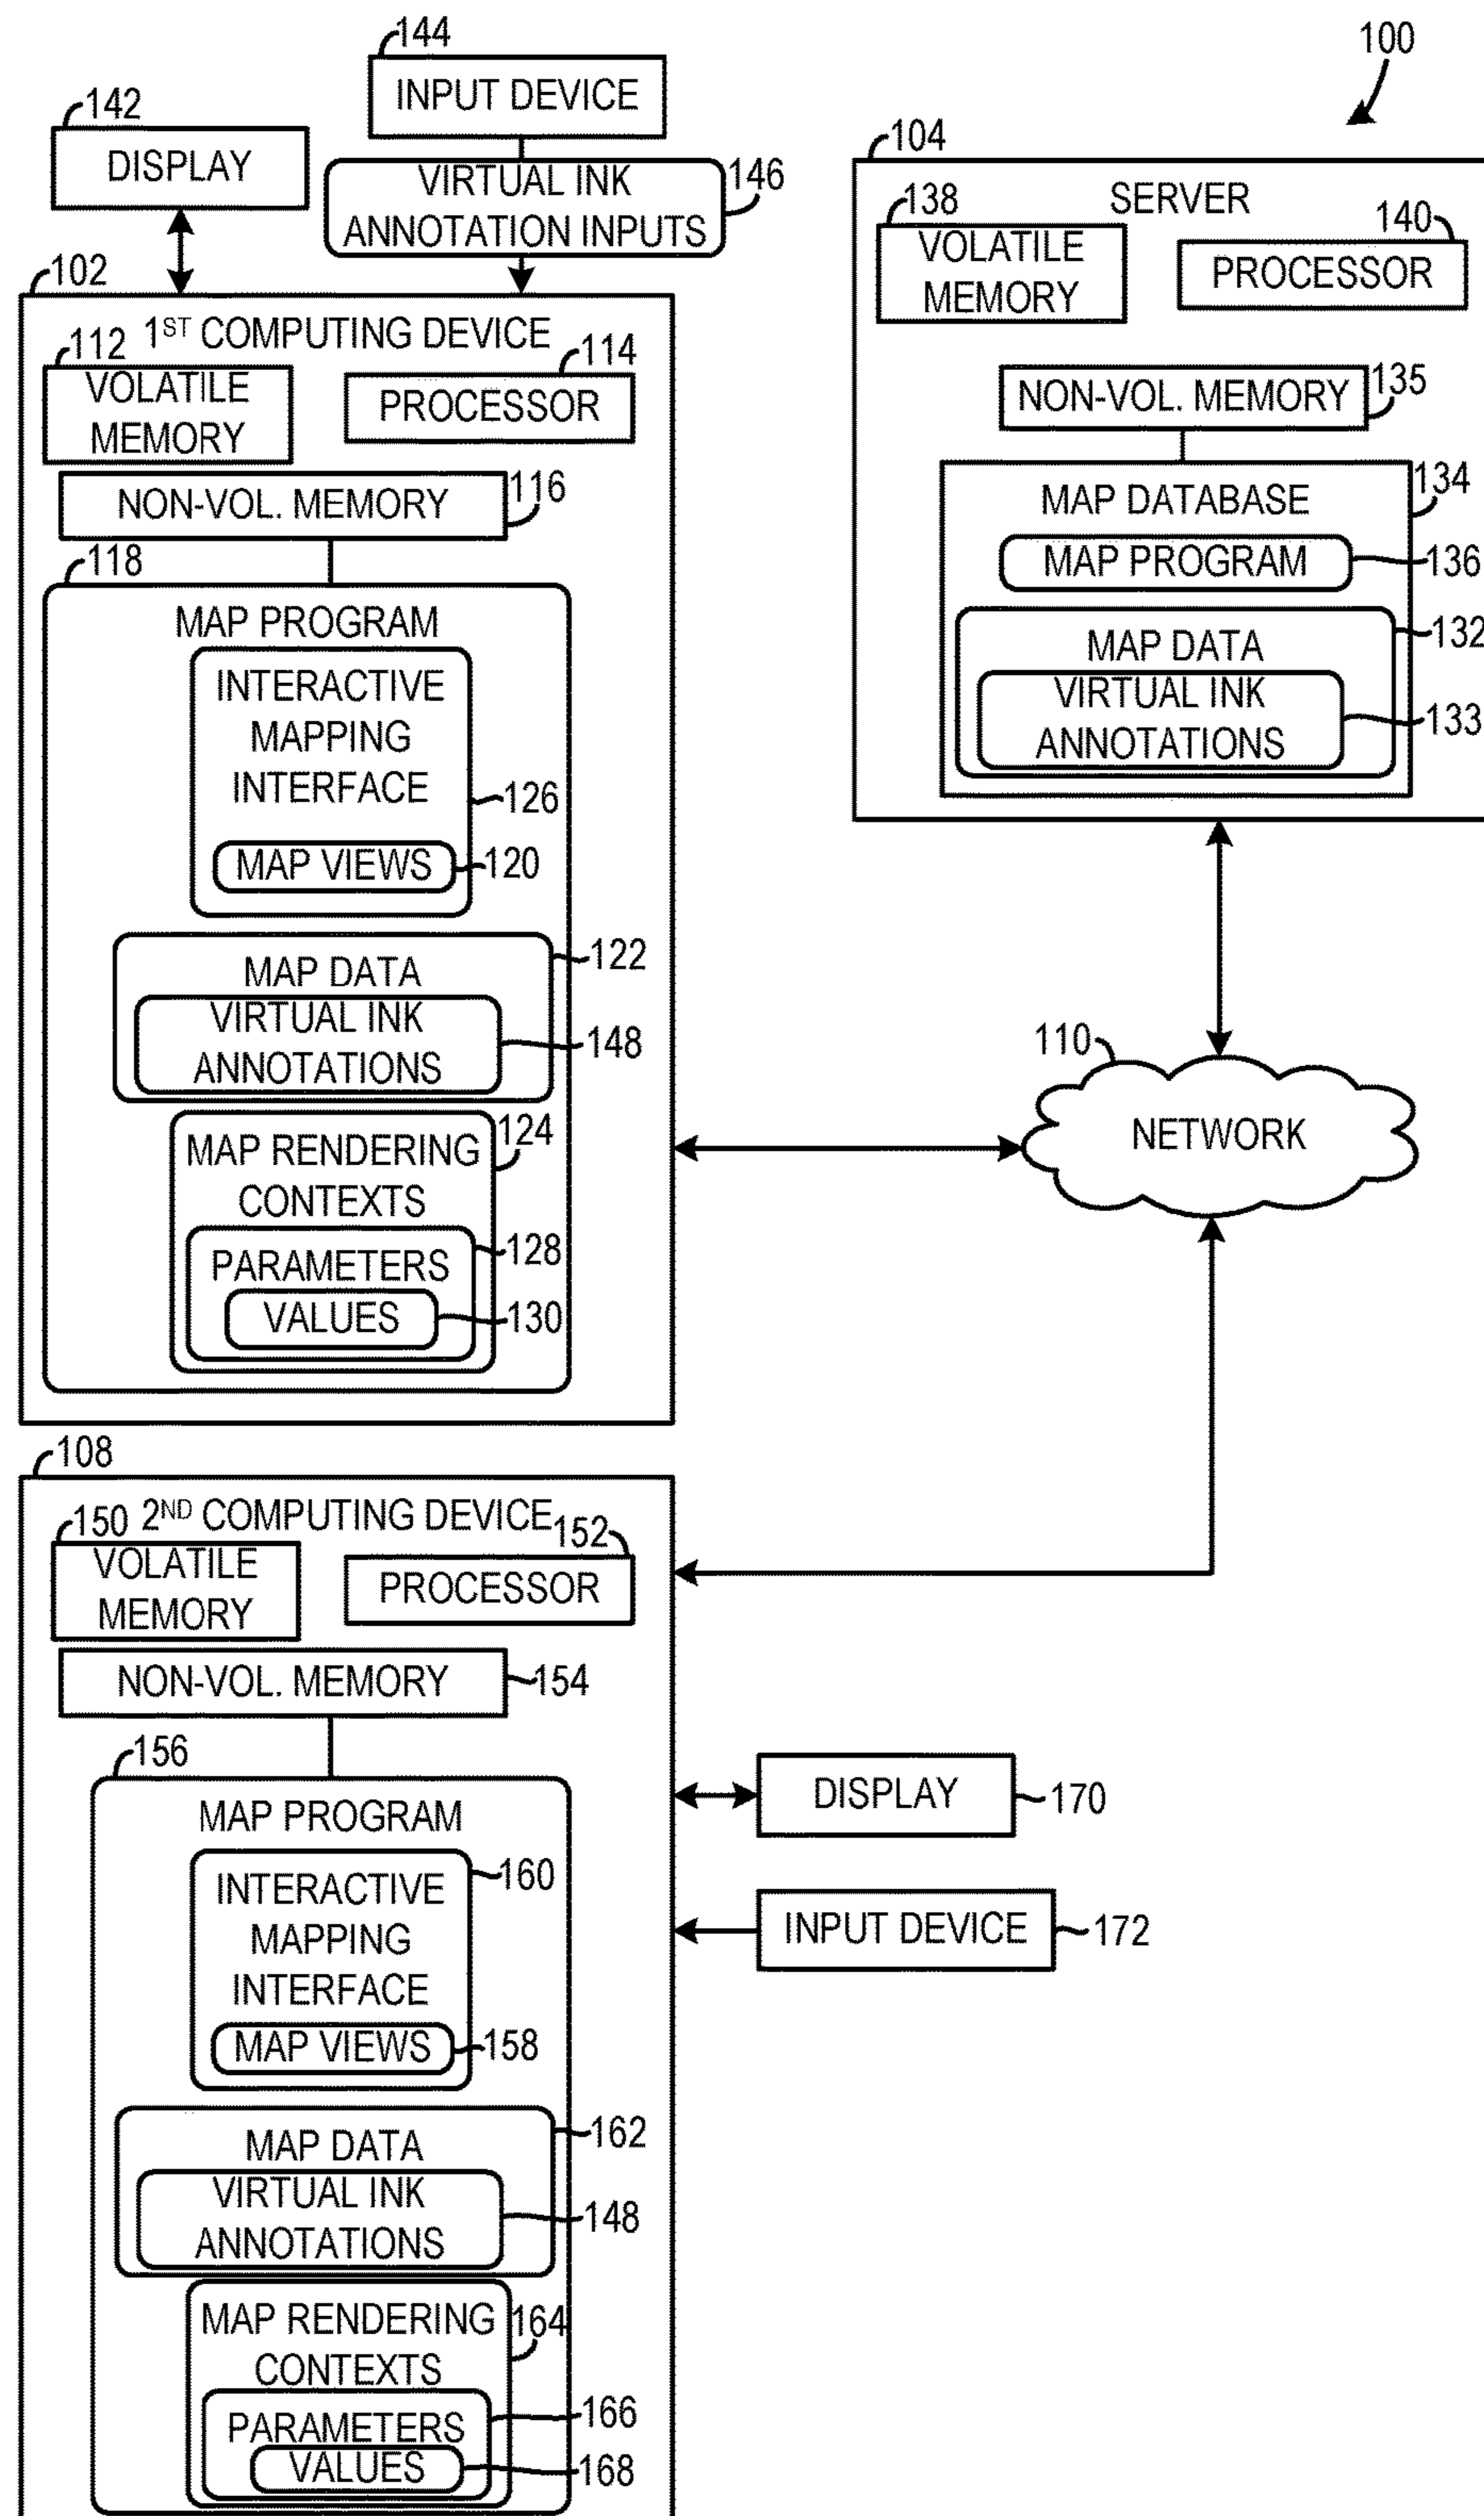 100
144
INPUT DEVICE
142
DISPLAY
VIRTUAL INK
ANNOTATION INPUTS
146
102
1ST COMPUTING DEVICE
112
VOLATILE
MEMORY
114
PROCESSOR
NON-VOL. MEMORY
116
118
MAP PROGRAM
INTERACTIVE
MAPPING
INTERFACE
126
MAP VIEWS
120
MAP DATA
122
VIRTUAL INK
ANNOTATIONS
148
MAP RENDERING
CONTEXTS
124
PARAMETERS
128
VALUES
130
104
SERVER
138
VOLATILE
MEMORY
140
PROCESSOR
NON-VOL. MEMORY
135
MAP DATABASE
134
MAP PROGRAM
136
MAP DATA
132
VIRTUAL INK
ANNOTATIONS
133
110
NETWORK
108
2ND COMPUTING DEVICE
150
VOLATILE
MEMORY
152
PROCESSOR
NON-VOL. MEMORY
154
156
MAP PROGRAM
INTERACTIVE
MAPPING
INTERFACE
160
MAP VIEWS
158
MAP DATA
162
VIRTUAL INK
ANNOTATIONS
148
MAP RENDERING
CONTEXTS
164
PARAMETERS
166
VALUES
168
DISPLAY
170
INPUT DEVICE
172